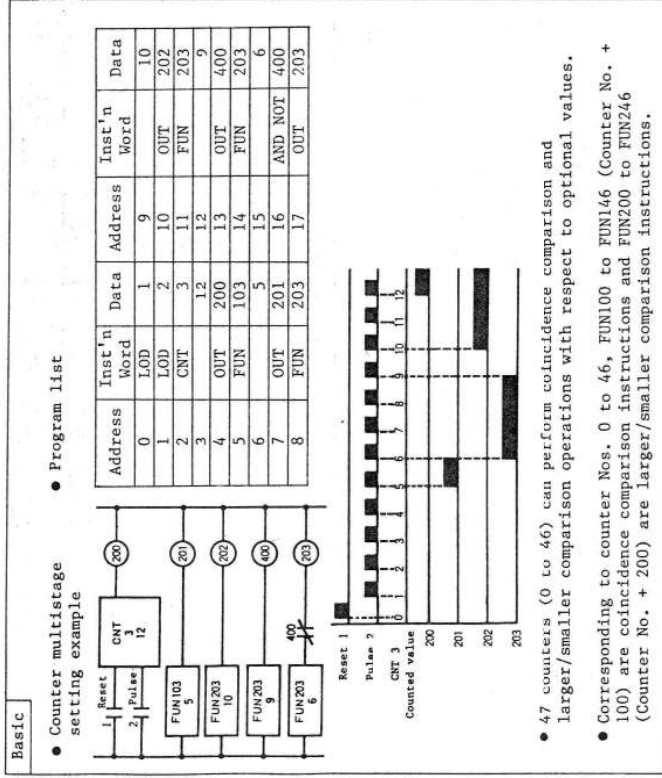 Basic
● Counter multistage
setting example
1 Reset
2 Pulse
CNT
3
12
200
FUN103
5
201
FUN203
10
202
FUN203
9
400
FUN203
6
400
203
● Program list
Address Inst'n Word Data Address Inst'n Word Data
0 LOD 1 9 10
1 LOD 2 10 OUT 202
2 CNT 3 11 FUN 203
3 12 12 9
4 OUT 200 13 OUT 400
5 FUN 103 14 FUN 203
6 5 15 6
7 OUT 201 16 AND NOT 400
8 FUN 203 17 OUT 203
Reset 1
Pulse 2
CNT 3
Counted value
0 1 2 3 4 5 6 7 8 9 10 11 12
200
201
202
203
● 47 counters (0 to 46) can perform coincidence comparison and
larger/smaller comparison operations with respect to optional values.
● Corresponding to counter Nos. 0 to 46, FUN100 to FUN146 (Counter No. +
100) are coincidence comparison instructions and FUN200 to FUN246
(Counter No. + 200) are larger/smaller comparison instructions.